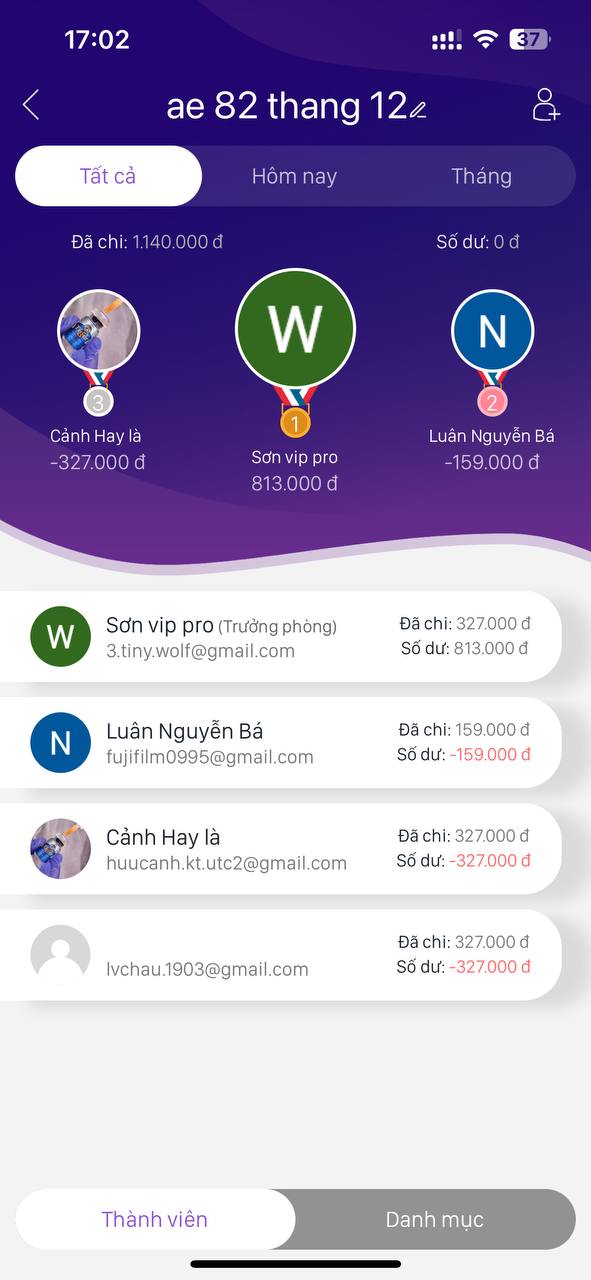 17:02
37
ae 82 thang 12
Tất cả
Hôm nay
Tháng
Đã chi: 1.140.000 đ
Số dư: 0 đ
W
N
3
1
2
Cảnh Hay là
-327.000 đ
Sơn vip pro
813.000 đ
Luân Nguyễn Bá
-159.000 đ
W
Sơn vip pro (Trưởng phòng)
3.tiny.wolf@gmail.com
Đã chi: 327.000 đ
Số dư: 813.000 đ
N
Luân Nguyễn Bá
fujifilm0995@gmail.com
Đã chi: 159.000 đ
Số dư: -159.000 đ
Cảnh Hay là
huucanh.kt.utc2@gmail.com
Đã chi: 327.000 đ
Số dư: -327.000 đ
lvchau.1903@gmail.com
Đã chi: 327.000 đ
Số dư: -327.000 đ
Thành viên
Danh mục